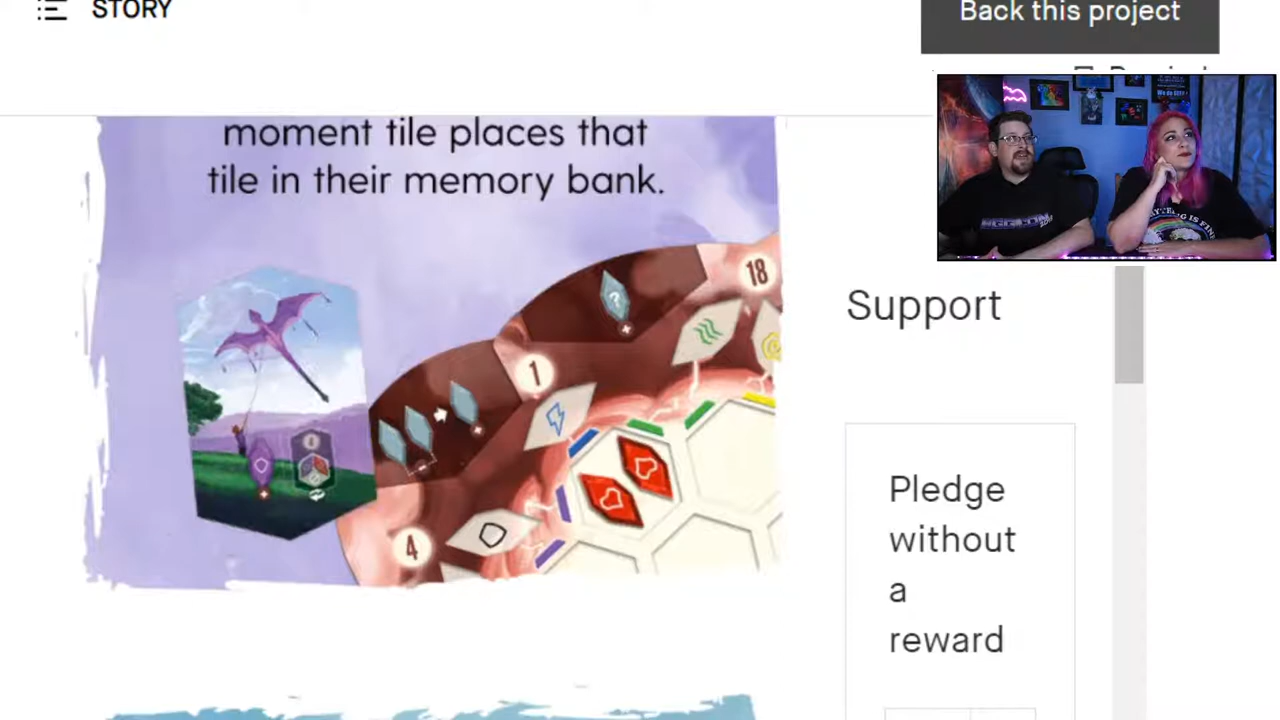 STORY
Back this project
moment tile places that
tile in their memory bank.
18
1
4
Support
Pledge
without
a
reward